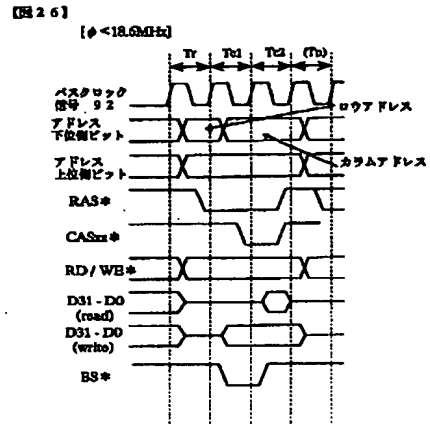 【図26】
[φ<18.6MHz]
Tr Tc1 Tc2 (Tp)
バスクロック
信号 92
ロウアドレス
アドレス
下位側ビット
カラムアドレス
アドレス
上位側ビット
RAS*
CASxx*
RD / WE*
D31 - D0
(read)
D31 - D0
(write)
BS*